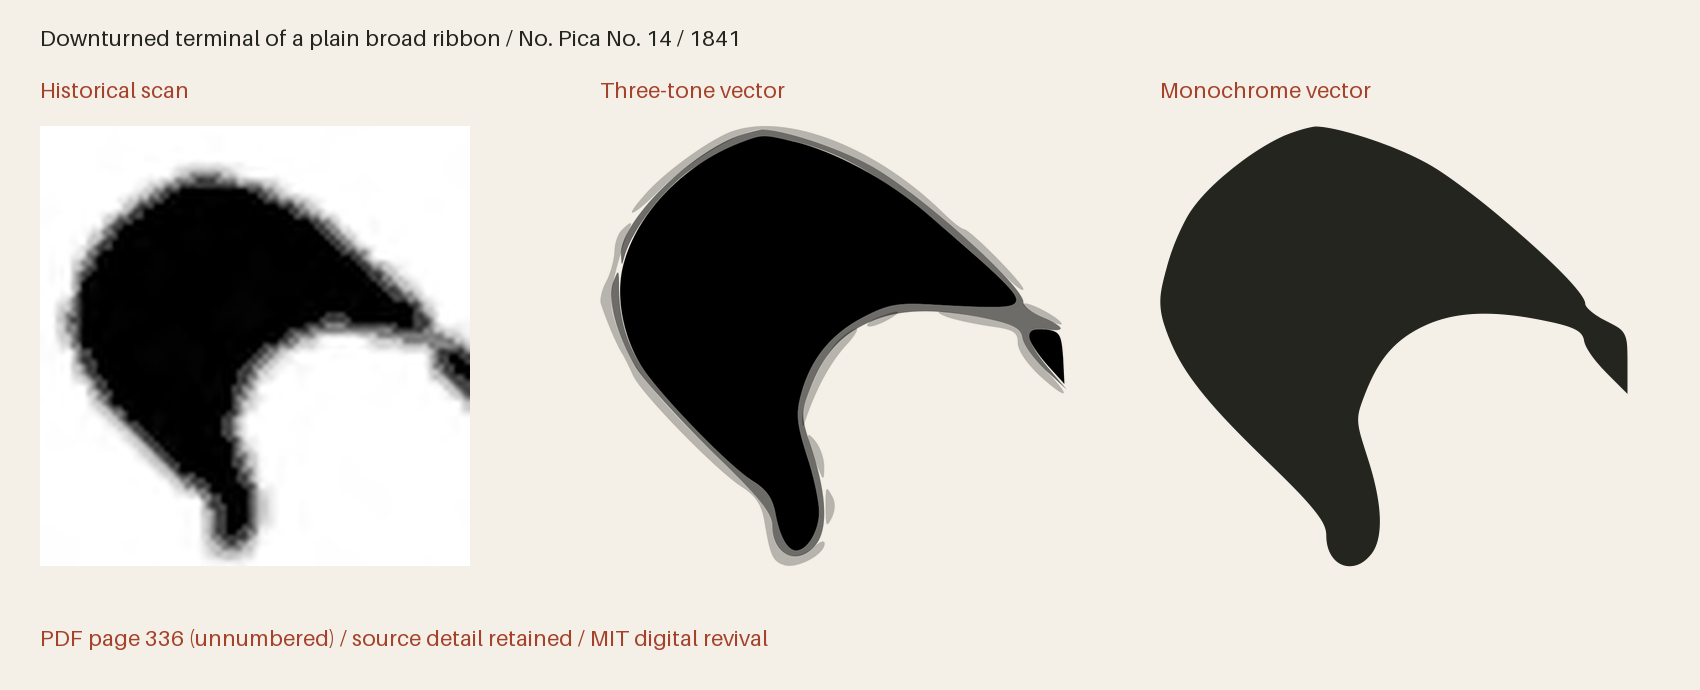 Downturned terminal of a plain broad ribbon / No. Pica No. 14 / 1841
Historical scan
Three-tone vector
Monochrome vector
PDF page 336 (unnumbered) / source detail retained / MIT digital revival